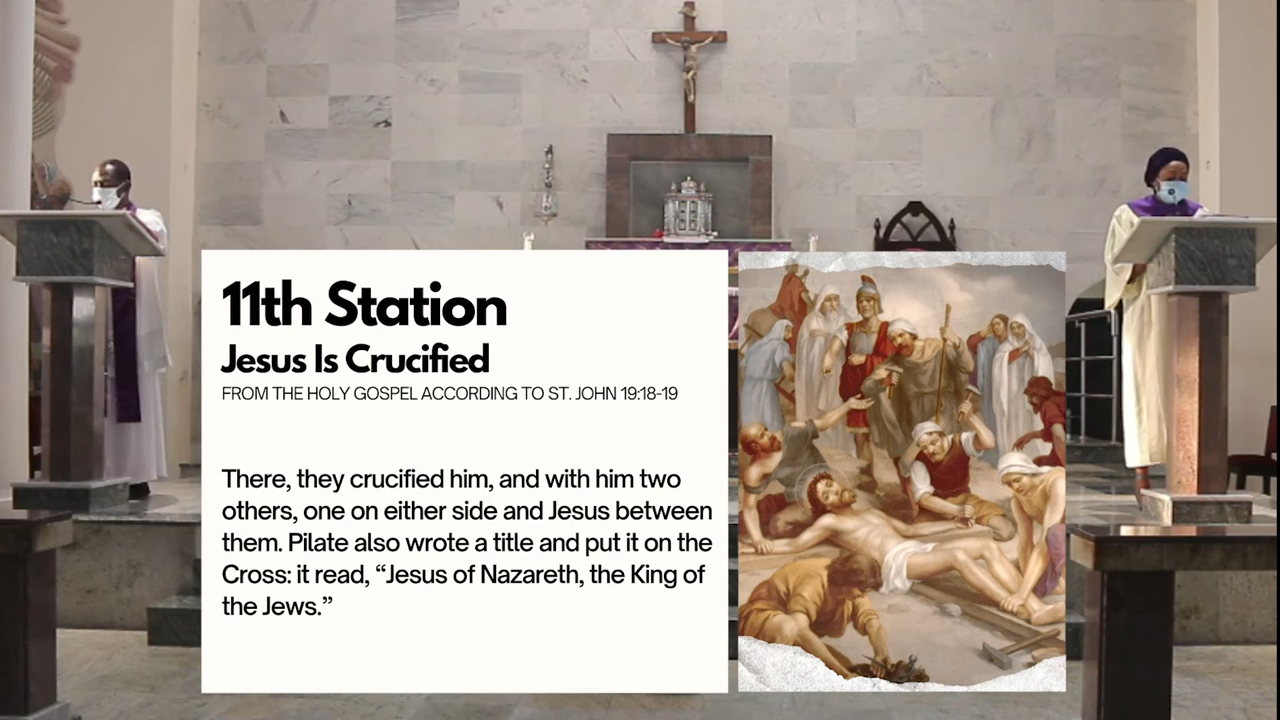 11th Station
Jesus Is Crucified
FROM THE HOLY GOSPEL ACCORDING TO ST. JOHN 19:18-19
There, they crucified him, and with him two
others, one on either side and Jesus between
them. Pilate also wrote a title and put it on the
Cross: it read, “Jesus of Nazareth, the King of
the Jews.”